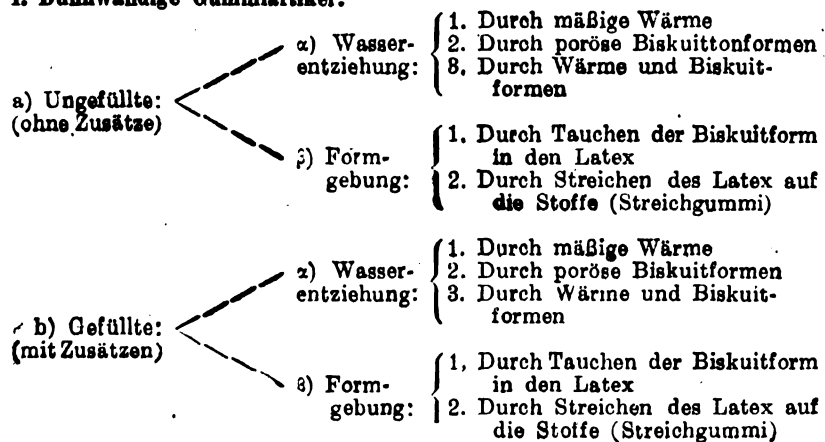 I. Dünnwandige Gummiartikel:
a) Ungefüllte:
(ohne Zusätze)
α) Wasser-
entziehung:
1. Durch mäßige Wärme
2. Durch poröse Biskuittonformen
8. Durch Wärme und Biskuit-
formen
β) Form-
gebung:
1. Durch Tauchen der Biskuitform
in den Latex
2. Durch Streichen des Latex auf
die Stoffe (Streichgummi)
b) Gefüllte:
(mit Zusätzen)
α) Wasser-
entziehung:
1. Durch mäßige Wärme
2. Durch poröse Biskuitformen
3. Durch Wärme und Biskuit-
formen
β) Form-
gebung:
1, Durch Tauchen der Biskuitform
in den Latex
2. Durch Streichen des Latex auf
die Stoffe (Streichgummi)